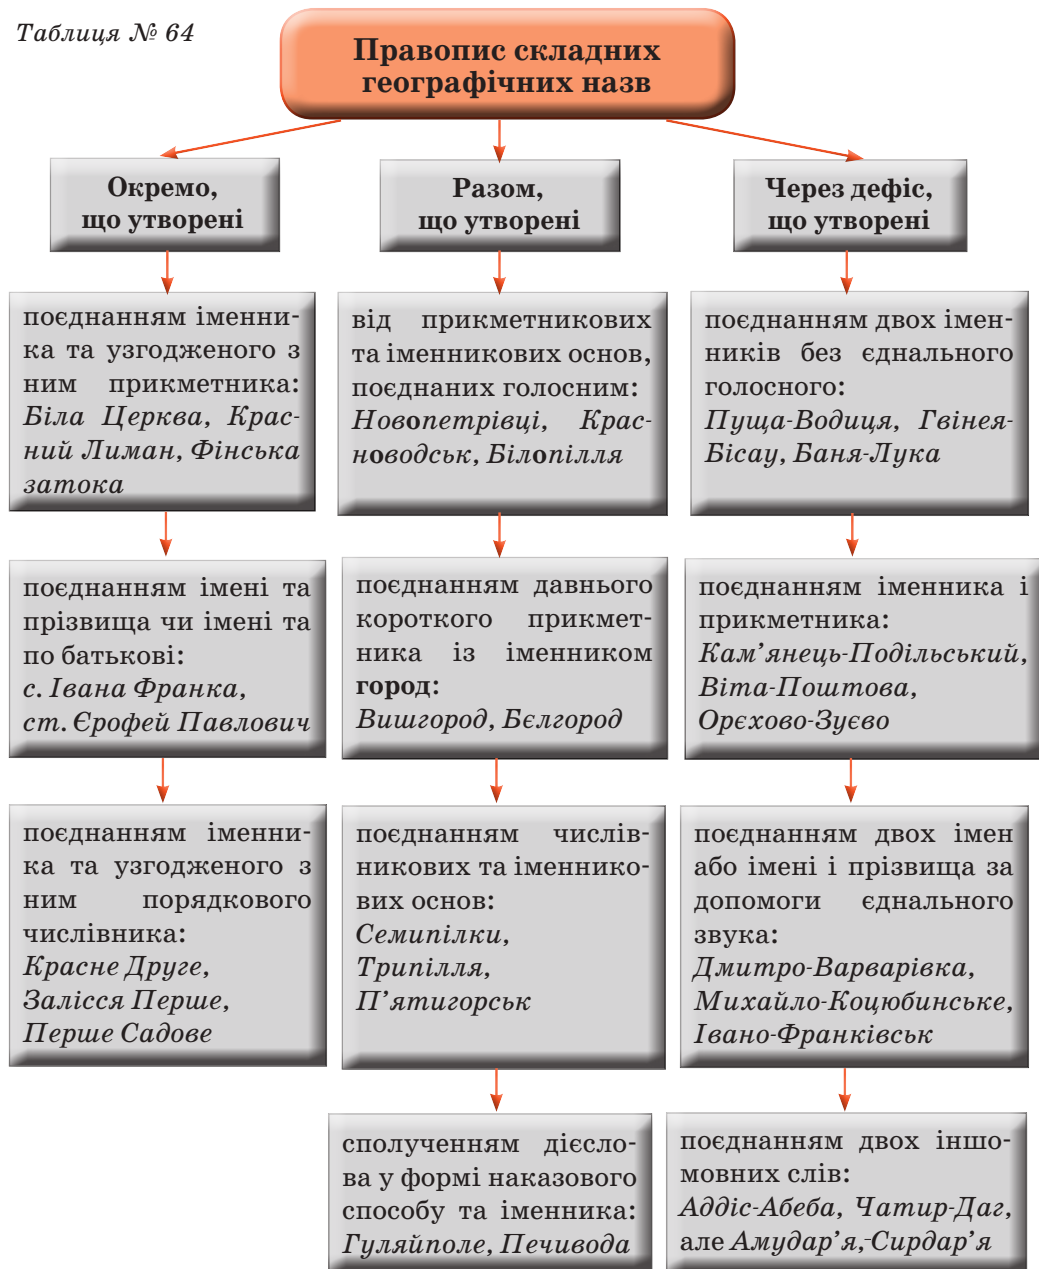 Таблиця № 64
Правопис складних
географічних назв
Окремо,
що утворені
поєднанням іменни-
ка та узгодженого з
ним прикметника:
Біла Церква, Крас-
ний Лиман, Фінська
затока
поєднанням імені та
прізвища чи імені та
по батькові:
с. Івана Франка,
ст. Єрофей Павлович
поєднанням іменни-
ка та узгодженого з
ним порядкового
числівника:
Красне Друге,
Залісся Перше,
Перше Садове
Разом,
що утворені
від прикметникових
та іменникових основ,
поєднаних голосним:
Новопетрівці, Крас-
новодськ, Білопілля
поєднанням давнього
короткого прикмет-
ника із іменником
город:
Вишгород, Бєлгород
поєднанням числів-
никових та іменнико-
вих основ:
Семипілки,
Трипілля,
П’ятигорськ
сполученням дієсло-
ва у формі наказового
способу та іменника:
Гуляйполе, Печивода
Через дефіс,
що утворені
поєднанням двох імен-
ників без єднального
голосного:
Пуща-Водиця, Гвінея-
Бісау, Баня-Лука
поєднанням іменника і
прикметника:
Кам’янець-Подільський,
Віта-Поштова,
Орєхово-Зуєво
поєднанням двох імен
або імені і прізвища за
допомоги єднального
звука:
Дмитро-Варварівка,
Михайло-Коцюбинське,
Івано-Франківськ
поєднанням двох іншо-
мовних слів:
Аддіс-Абеба, Чатир-Даг,
але Амудар’я,-Сирдар’я